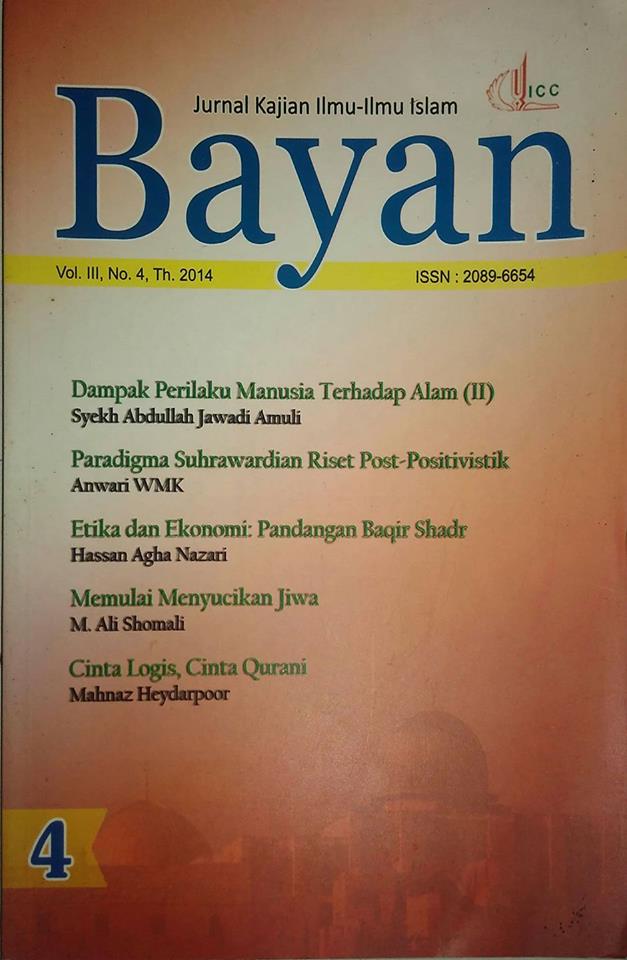 ICC
Jurnal Kajian Ilmu-Ilmu Islam
Bayan
Vol. III, No. 4, Th. 2014
ISSN : 2089-6654
Dampak Perilaku Manusia Terhadap Alam (II)
Syekh Abdullah Jawadi Amuli
Paradigma Suhrawardian Riset Post-Positivistik
Anwari WMK
Etika dan Ekonomi: Pandangan Baqir Shadr
Hassan Agha Nazari
Memulai Menyucikan Jiwa
M. Ali Shomali
Cinta Logis, Cinta Qurani
Mahnaz Heydarpoor
4